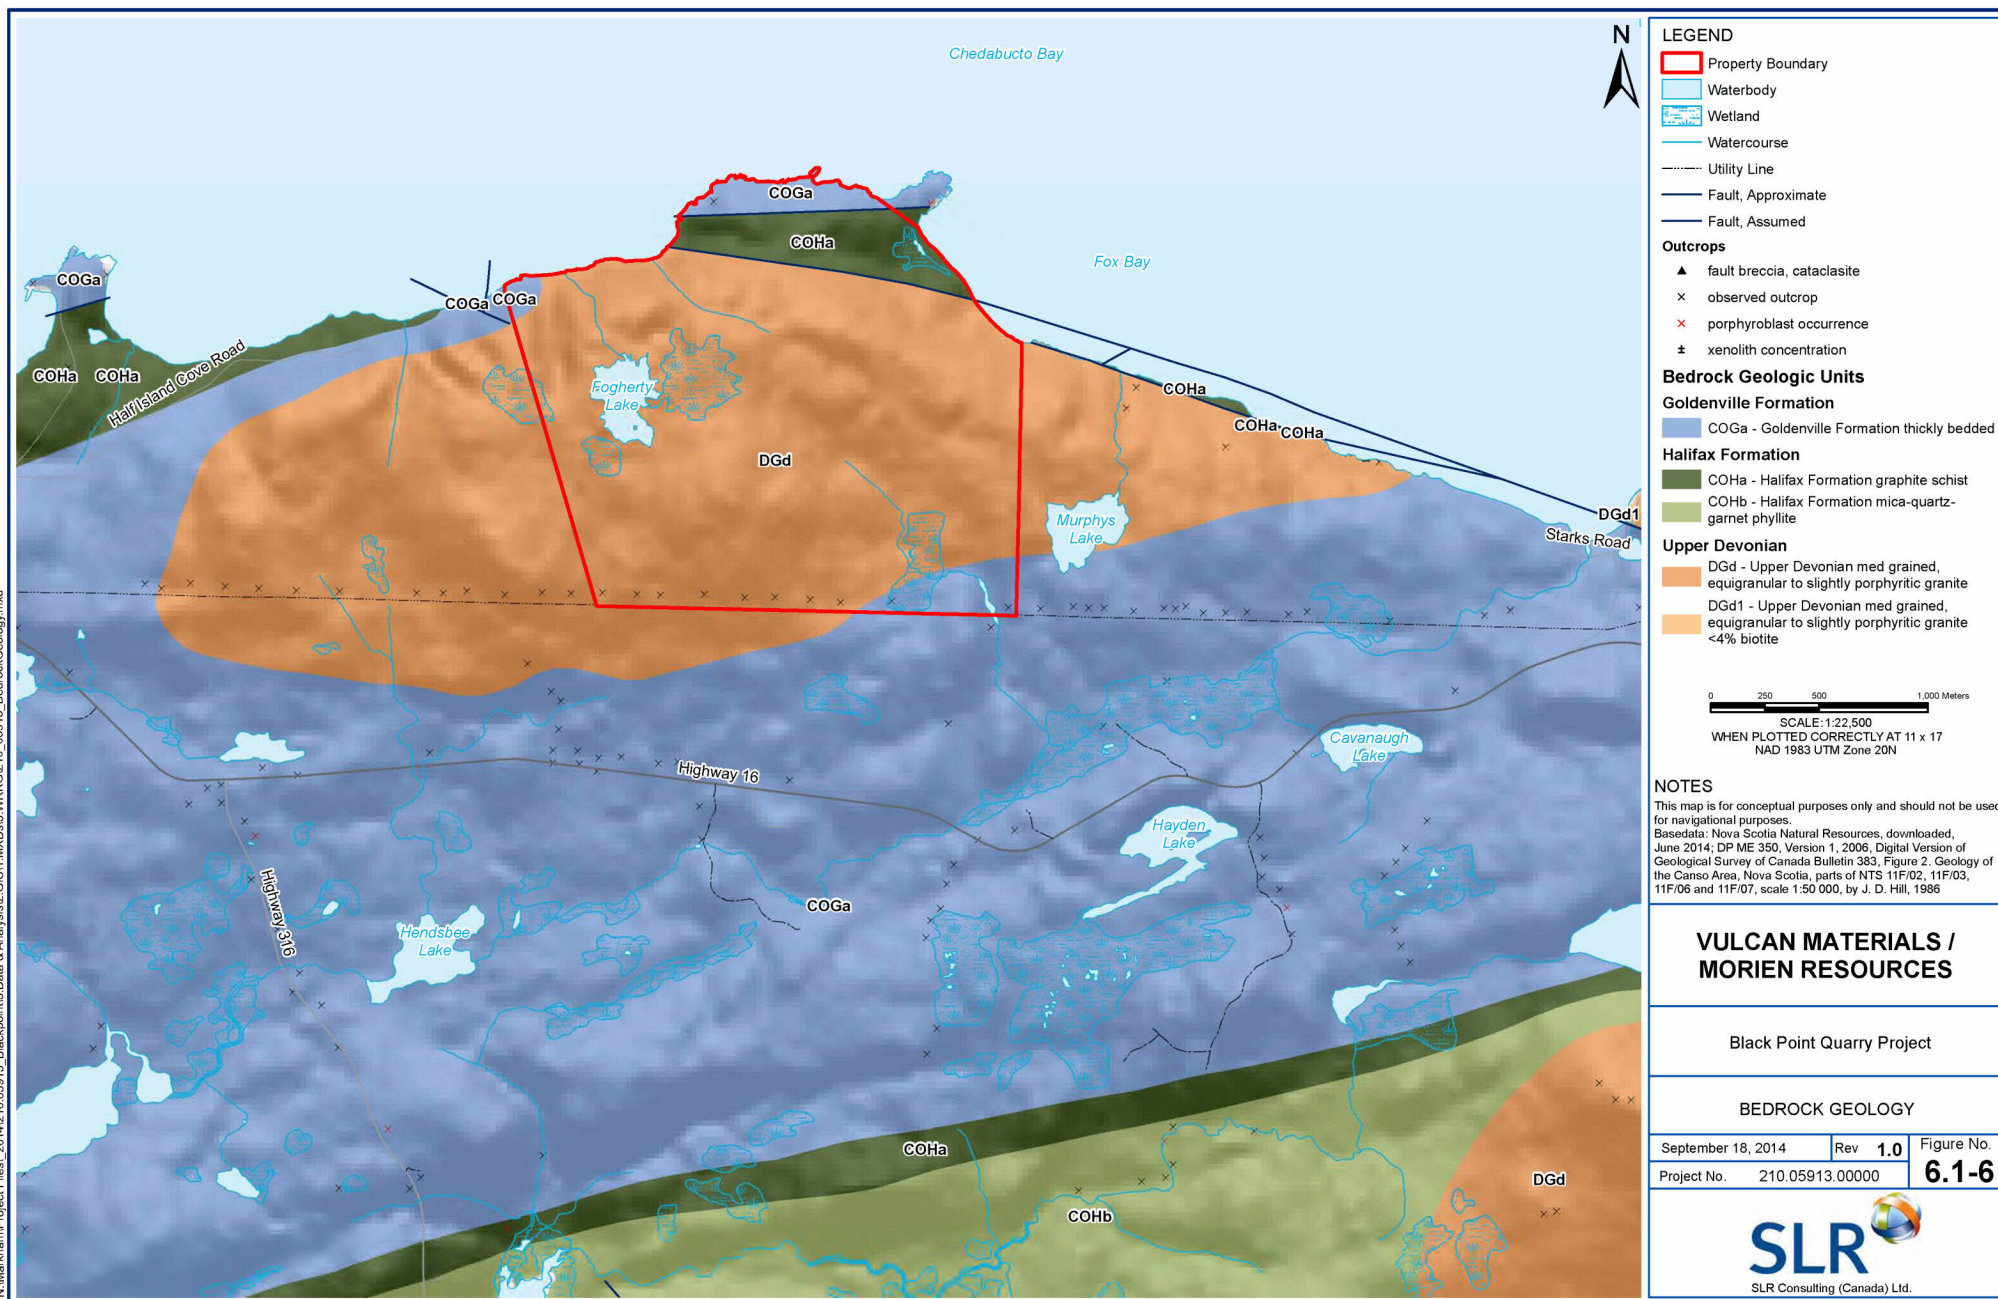 Chedabucto Bay
N
COGa
COHa
Fox Bay
COGa
COGa
COGa
Half Island Cove Road
COHa
COHa
Fogherty
Lake
DGd
COHa
COHa
COHa
Murphys
Lake
DGd1
Starks Road
Highway 16
Cavanaugh
Lake
Hayden
Lake
Highway 316
COGa
Hendsbee
Lake
COHa
COHb
DGd
LEGEND
Property Boundary
Waterbody
Wetland
Watercourse
Utility Line
Fault, Approximate
Fault, Assumed
Outcrops
fault breccia, cataclasite
observed outcrop
porphyroblast occurrence
xenolith concentration
Bedrock Geologic Units
Goldenville Formation
COGa - Goldenville Formation thickly bedded
Halifax Formation
COHa - Halifax Formation graphite schist
COHb - Halifax Formation mica-quartz-
garnet phyllite
Upper Devonian
DGd - Upper Devonian med grained,
equigranular to slightly porphyritic granite
DGd1 - Upper Devonian med grained,
equigranular to slightly porphyritic granite
<4% biotite
0 250 500 1,000 Meters
SCALE: 1:22,500
WHEN PLOTTED CORRECTLY AT 11 x 17
NAD 1983 UTM Zone 20N
NOTES
This map is for conceptual purposes only and should not be used
for navigational purposes.
Basedata: Nova Scotia Natural Resources, downloaded,
June 2014; DP ME 350, Version 1, 2006, Digital Version of
Geological Survey of Canada Bulletin 383, Figure 2. Geology of
the Canso Area, Nova Scotia, parts of NTS 11F/02, 11F/03,
11F/06 and 11F/07, scale 1:50 000, by J. D. Hill, 1986
VULCAN MATERIALS /
MORIEN RESOURCES
Black Point Quarry Project
BEDROCK GEOLOGY
September 18, 2014 Rev 1.0 Figure No.
Project No. 210.05913.00000 6.1-6
SLR
SLR Consulting (Canada) Ltd.